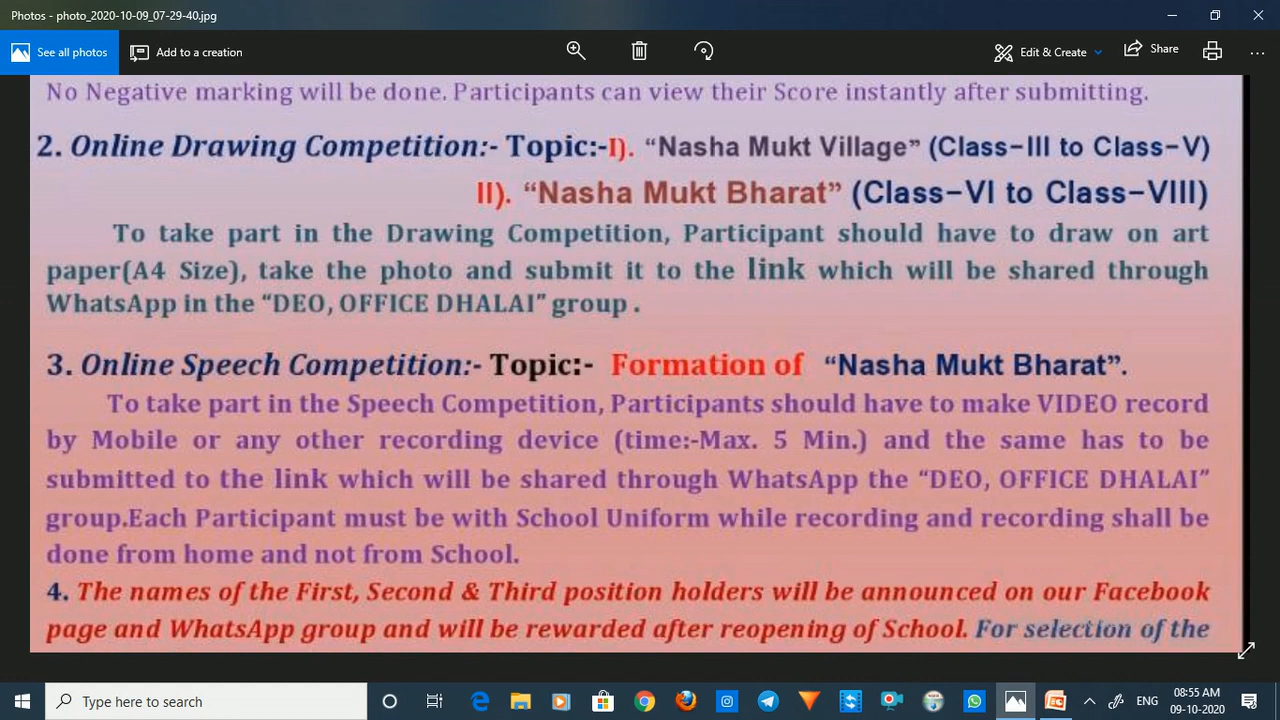 Photos - photo_2020-10-09_07-29-40.jpg
See all photos
Add to a creation
Edit & Create
Share
No Negative marking will be done. Participants can view their Score instantly after submitting.
2. Online Drawing Competition:- Topic:-I). “Nasha Mukt Village” (Class-III to Class-V)
II). “Nasha Mukt Bharat” (Class-VI to Class-VIII)
To take part in the Drawing Competition, Participant should have to draw on art
paper(A4 Size), take the photo and submit it to the link which will be shared through
WhatsApp in the “DEO, OFFICE DHALAI” group .
3. Online Speech Competition:- Topic:- Formation of “Nasha Mukt Bharat”.
To take part in the Speech Competition, Participants should have to make VIDEO record
by Mobile or any other recording device (time:-Max. 5 Min.) and the same has to be
submitted to the link which will be shared through WhatsApp the “DEO, OFFICE DHALAI”
group.Each Participant must be with School Uniform while recording and recording shall be
done from home and not from School.
4. The names of the First, Second & Third position holders will be announced on our Facebook
page and WhatsApp group and will be rewarded after reopening of School. For selection of the
Type here to search
ENG
08:55 AM
09-10-2020